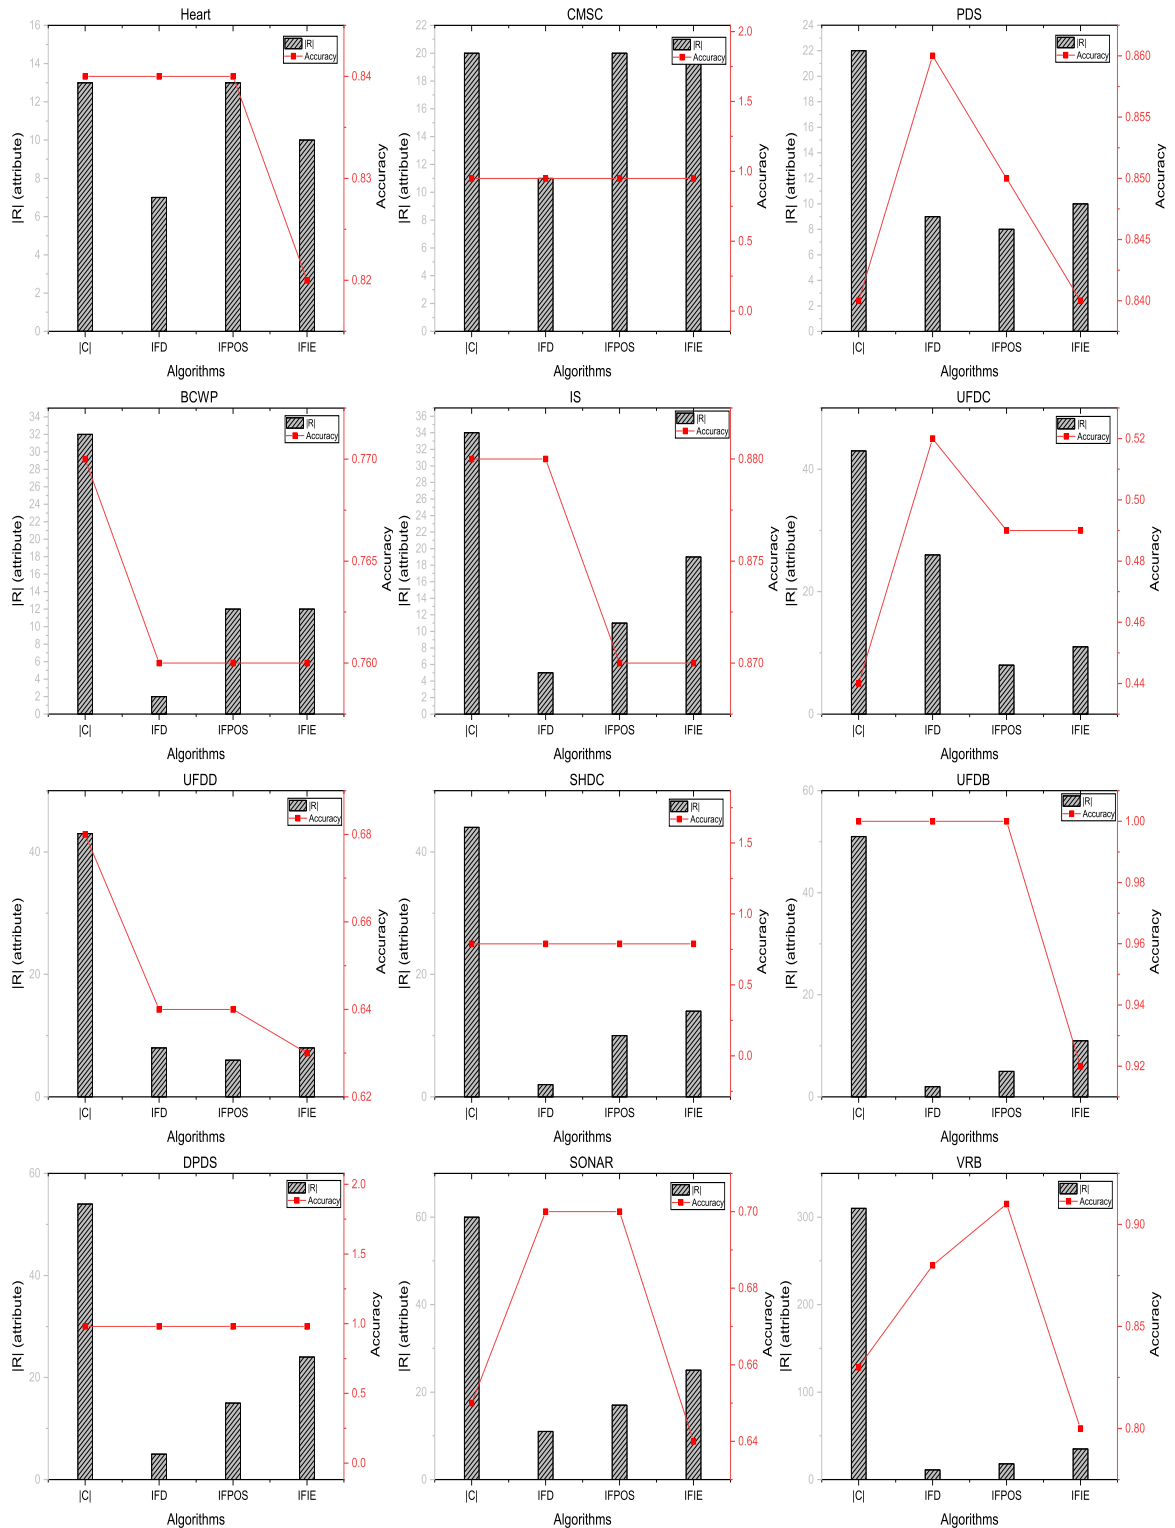 Heart
|R|
Accuracy
16
14
12
10
8
6
4
2
0
0.84
0.83
0.82
|R| (attribute)
Accuracy
|C| IFD IFPOS IFIE
Algorithms
CMSC
|R|
Accuracy
22
20
18
16
14
12
10
8
6
4
2
0
2.0
1.5
1.0
0.5
0.0
|R| (attribute)
Accuracy
|C| IFD IFPOS IFIE
Algorithms
PDS
|R|
Accuracy
24
22
20
18
16
14
12
10
8
6
4
2
0
0.860
0.855
0.850
0.845
0.840
|R| (attribute)
Accuracy
|C| IFD IFPOS IFIE
Algorithms
BCWP
|R|
Accuracy
34
32
30
28
26
24
22
20
18
16
14
12
10
8
6
4
2
0
0.770
0.765
0.760
|R| (attribute)
Accuracy
|C| IFD IFPOS IFIE
Algorithms
IS
|R|
Accuracy
36
34
32
30
28
26
24
22
20
18
16
14
12
10
8
6
4
2
0
0.880
0.875
0.870
|R| (attribute)
Accuracy
|C| IFD IFPOS IFIE
Algorithms
UFDC
|R|
Accuracy
40
20
0
0.52
0.50
0.48
0.46
0.44
|R| (attribute)
Accuracy
|C| IFD IFPOS IFIE
Algorithms
UFDD
|R|
Accuracy
40
20
0
0.68
0.66
0.64
0.62
|R| (attribute)
Accuracy
|C| IFD IFPOS IFIE
Algorithms
SHDC
|R|
Accuracy
40
20
0
1.5
1.0
0.5
0.0
|R| (attribute)
Accuracy
|C| IFD IFPOS IFIE
Algorithms
UFDB
|R|
Accuracy
60
40
20
0
1.00
0.98
0.96
0.94
0.92
|R| (attribute)
Accuracy
|C| IFD IFPOS IFIE
Algorithms
DPDS
|R|
Accuracy
60
40
20
0
2.0
1.5
1.0
0.5
0.0
|R| (attribute)
Accuracy
|C| IFD IFPOS IFIE
Algorithms
SONAR
|R|
Accuracy
60
40
20
0
0.70
0.68
0.66
0.64
|R| (attribute)
Accuracy
|C| IFD IFPOS IFIE
Algorithms
VRB
|R|
Accuracy
300
200
100
0
0.90
0.85
0.80
|R| (attribute)
Accuracy
|C| IFD IFPOS IFIE
Algorithms